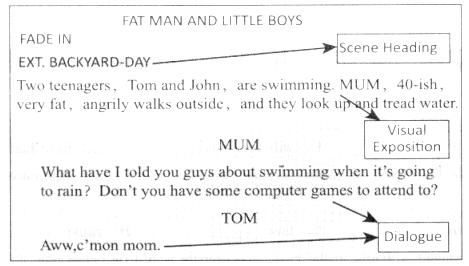 FAT MAN AND LITTLE BOYS
FADE IN
EXT. BACKYARD-DAY
Scene Heading
Two teenagers, Tom and John, are swimming. MUM, 40-ish,
very fat, angrily walks outside, and they look up and tread water.
Visual
Exposition
MUM
What have I told you guys about swimming when it's going
to rain? Don't you have some computer games to attend to?
TOM
Aww,c'mon mom.
Dialogue